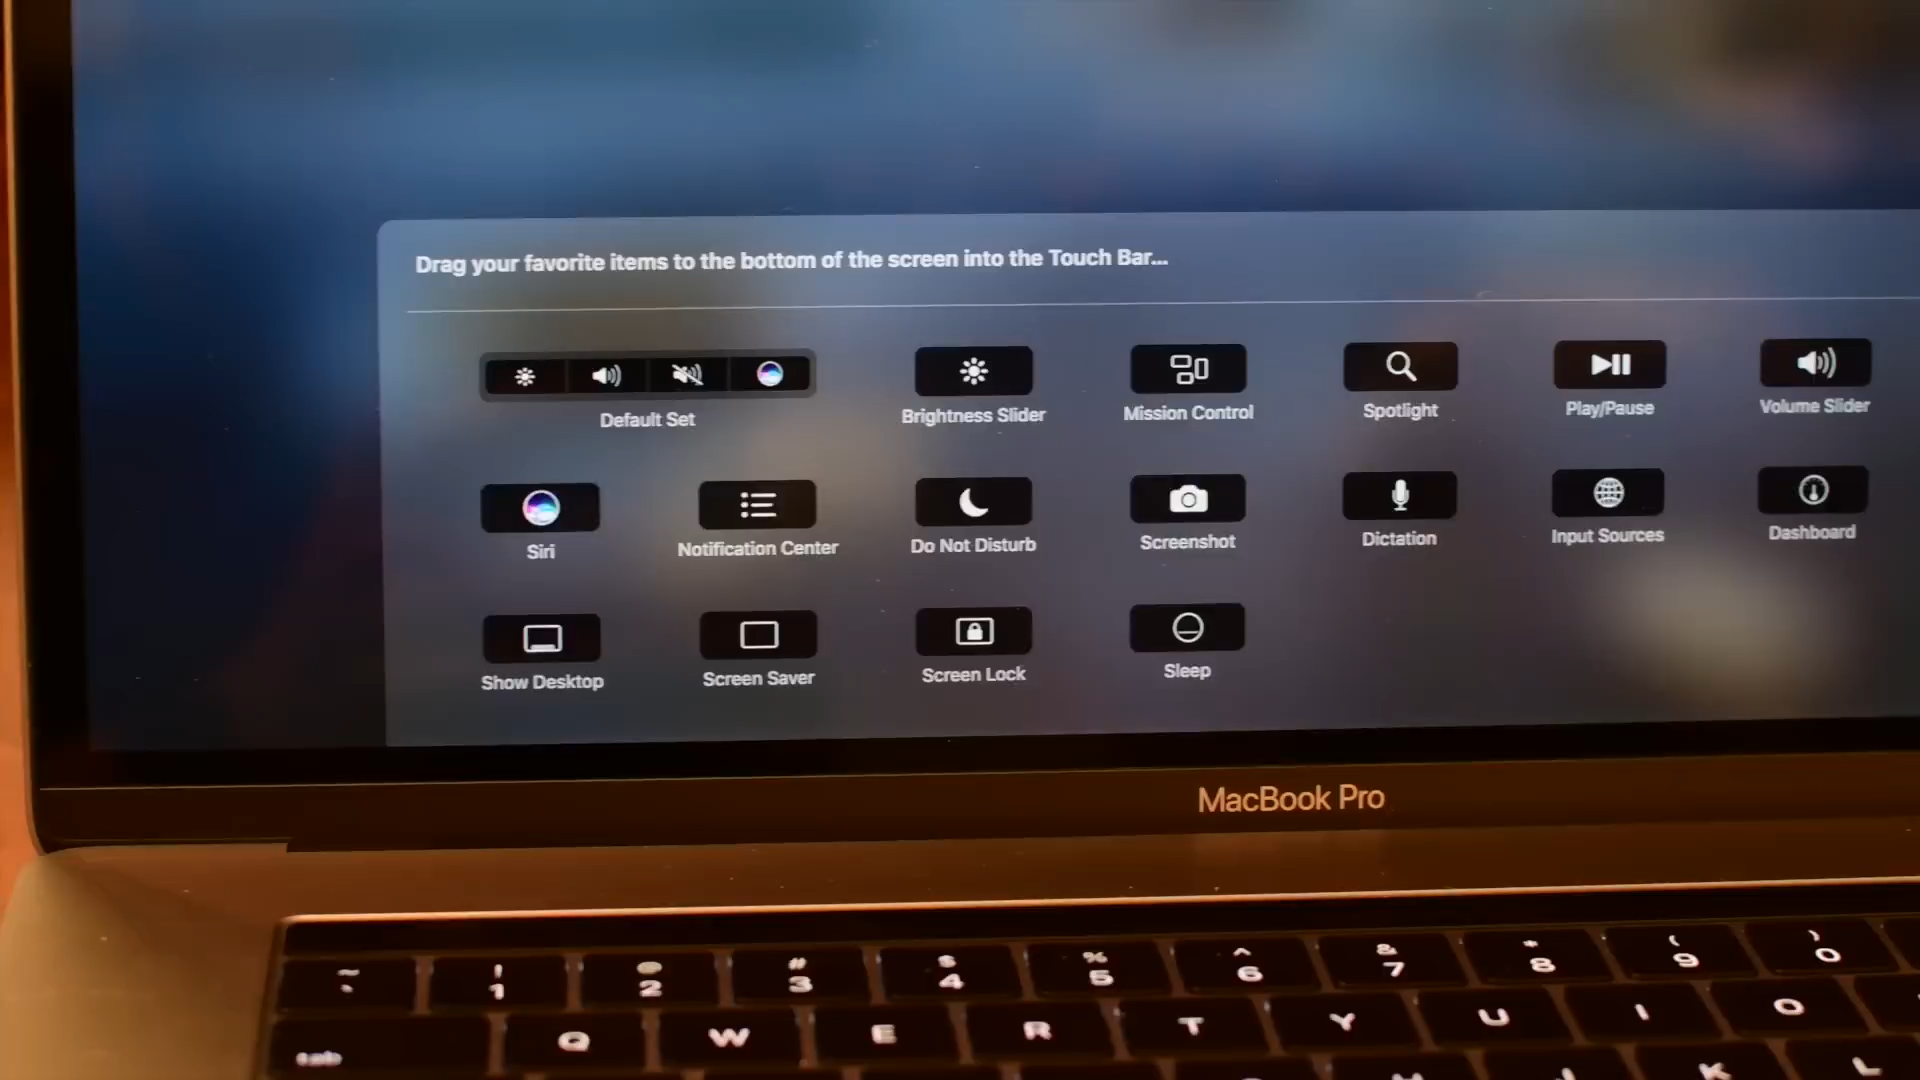 Drag your favorite items to the bottom of the screen into the Touch Bar...
Default Set
Brightness Slider
Mission Control
Spotlight
Play/Pause
Volume Slider
Siri
Notification Center
Do Not Disturb
Screenshot
Dictation
Input Sources
Dashboard
Show Desktop
Screen Saver
Screen Lock
Sleep
MacBook Pro
~ ! @ # $ % ^ & * ( )
` 1 2 3 4 5 6 7 8 9 0
tab Q W E R T Y U I O
K L